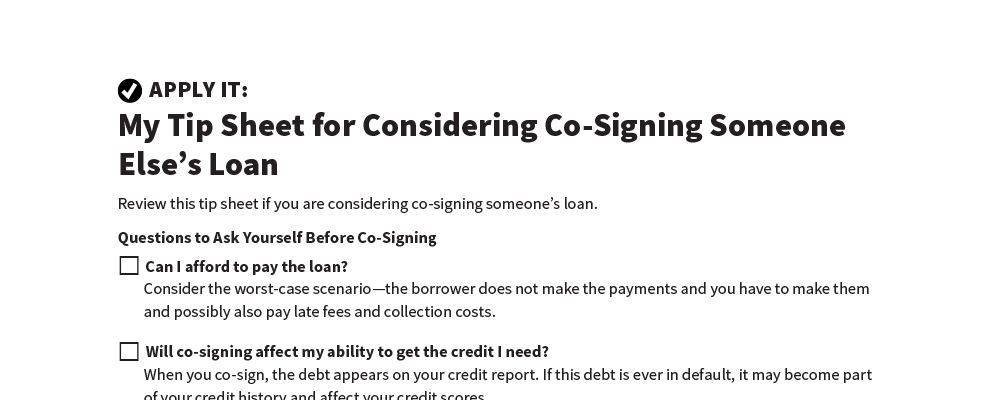 APPLY IT:
My Tip Sheet for Considering Co-Signing Someone
Else’s Loan
Review this tip sheet if you are considering co-signing someone’s loan.
Questions to Ask Yourself Before Co-Signing
Can I afford to pay the loan?
Consider the worst-case scenario—the borrower does not make the payments and you have to make them
and possibly also pay late fees and collection costs.
Will co-signing affect my ability to get the credit I need?
When you co-sign, the debt appears on your credit report. If this debt is ever in default, it may become part
of your credit history and affect your credit scores.